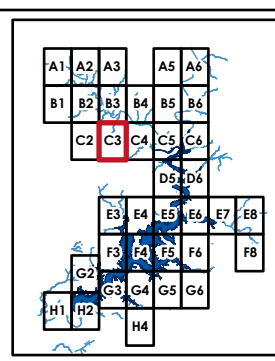 A1 A2 A3 A5 A6
B1 B2 B3 B4 B5 B6
C2 C3 C4 C5 C6
D5 D6
E3 E4 E5 E6 E7 E8
F3 F4 F5 F6 F8
G2
G3 G4 G5 G6
H1 H2
H4